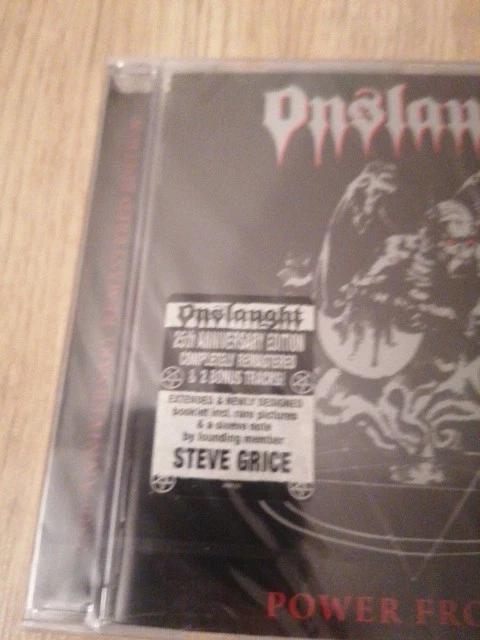 Onslau
Onslaught
25th ANNIVERSARY EDITION
COMPLETELY REMASTERED
& 2 BONUS TRACKS!
EXTENDED & NEWLY DESIGNED
booklet incl. rare pictures
& a sleeve note
by founding member
STEVE GRICE
POWER FRO